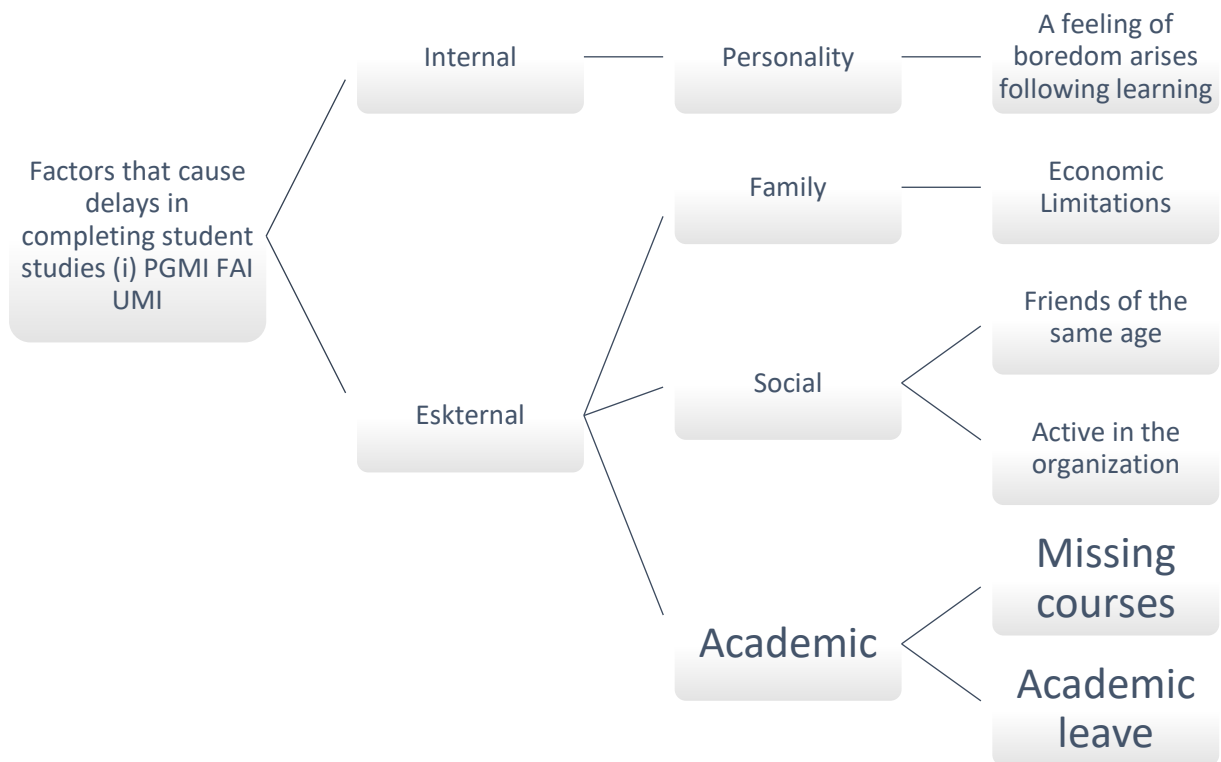 Factors that cause
delays in
completing student
studies (i) PGMI FAI
UMI
Internal
Personality
A feeling of
boredom arises
following learning
Eskternal
Family
Economic
Limitations
Social
Friends of the
same age
Active in the
organization
Academic
Missing
courses
Academic
leave